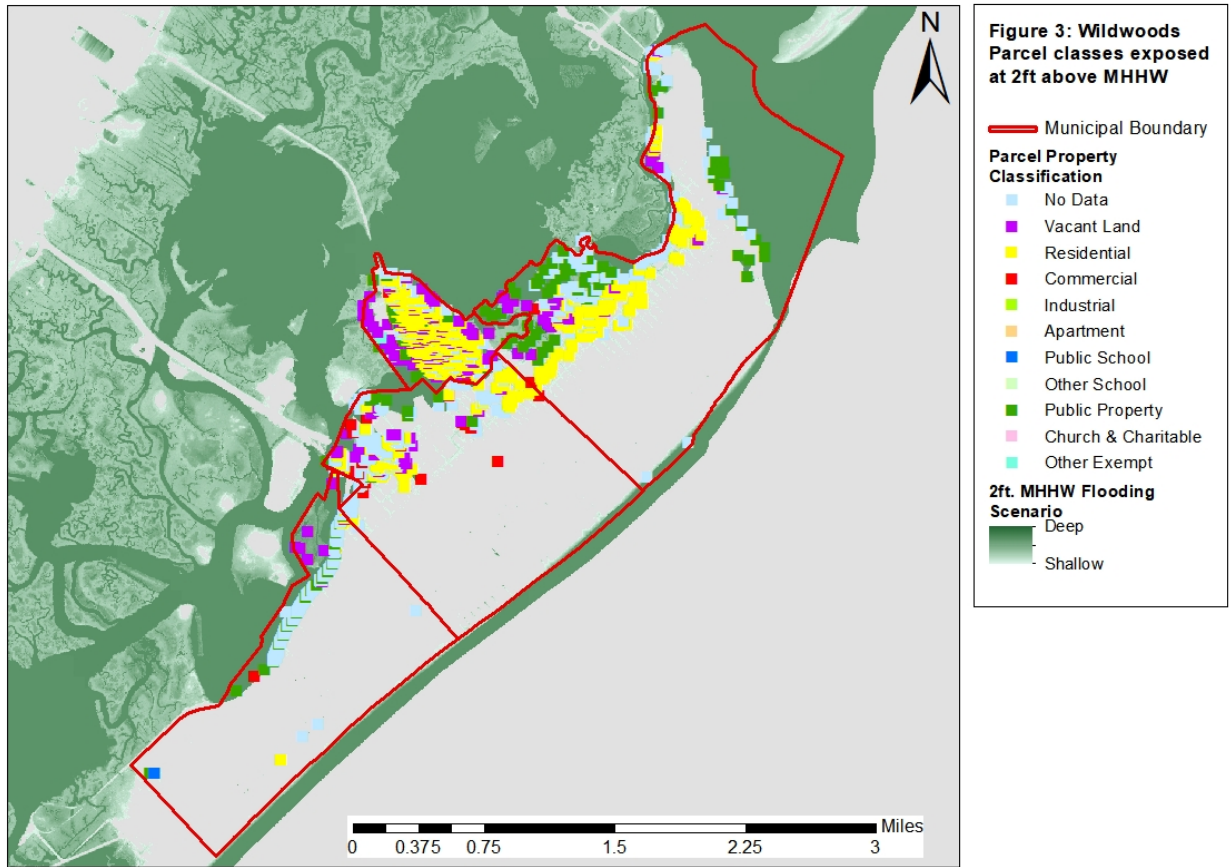 N
Figure 3: Wildwoods
Parcel classes exposed
at 2ft above MHHW
Municipal Boundary
Parcel Property
Classification
No Data
Vacant Land
Residential
Commercial
Industrial
Apartment
Public School
Other School
Public Property
Church & Charitable
Other Exempt
2ft. MHHW Flooding
Scenario
Deep
Shallow
Miles
0 0.375 0.75 1.5 2.25 3